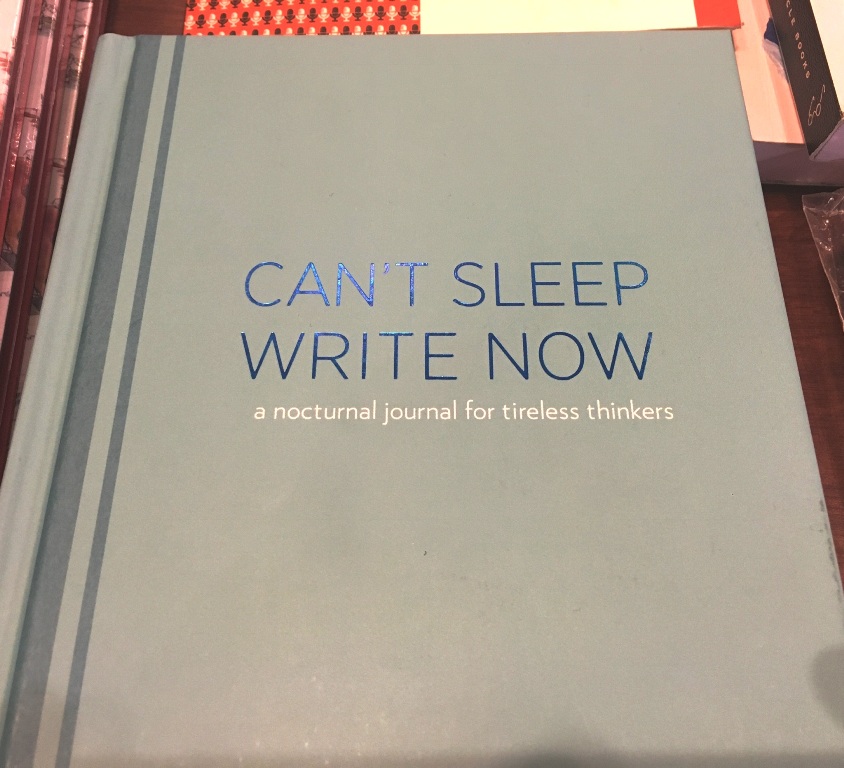 CAN'T SLEEP
WRITE NOW
a nocturnal journal for tireless thinkers